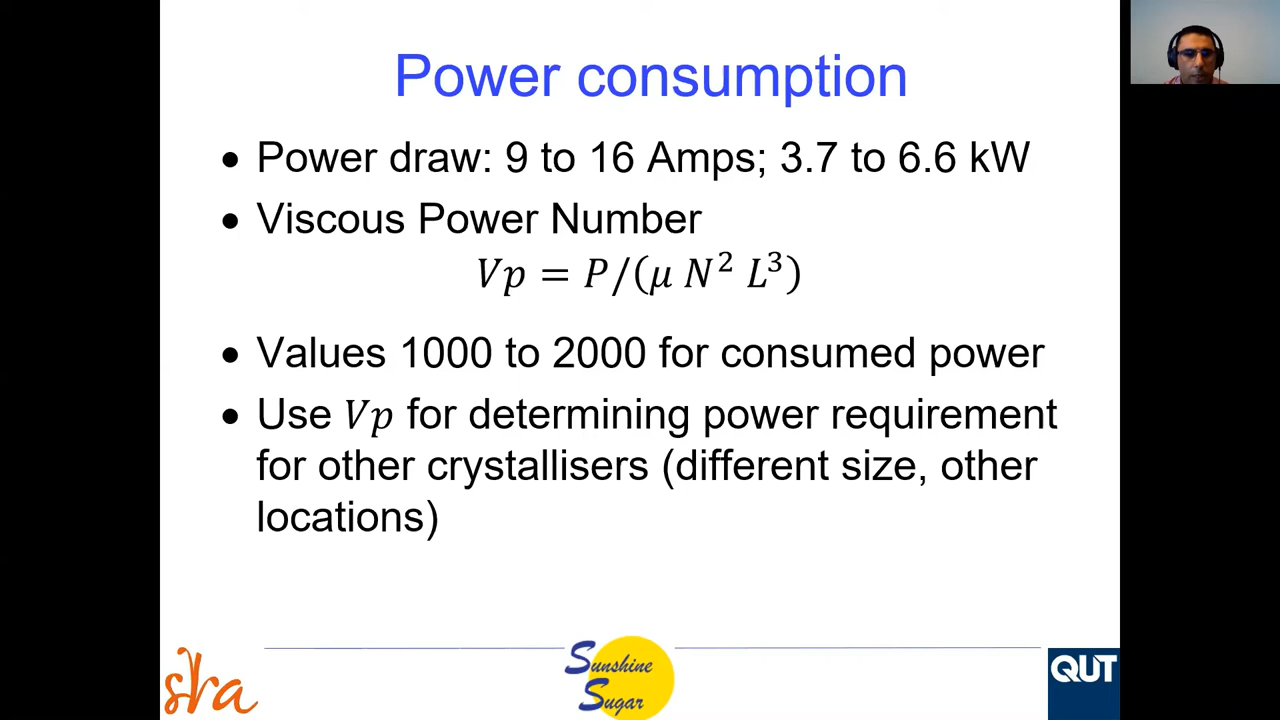 Power consumption
• Power draw: 9 to 16 Amps; 3.7 to 6.6 kW
• Viscous Power Number
Vp = P/(μ N² L³)
• Values 1000 to 2000 for consumed power
• Use Vp for determining power requirement
for other crystallisers (different size, other
locations)
sra
Sunshine
Sugar
QUT